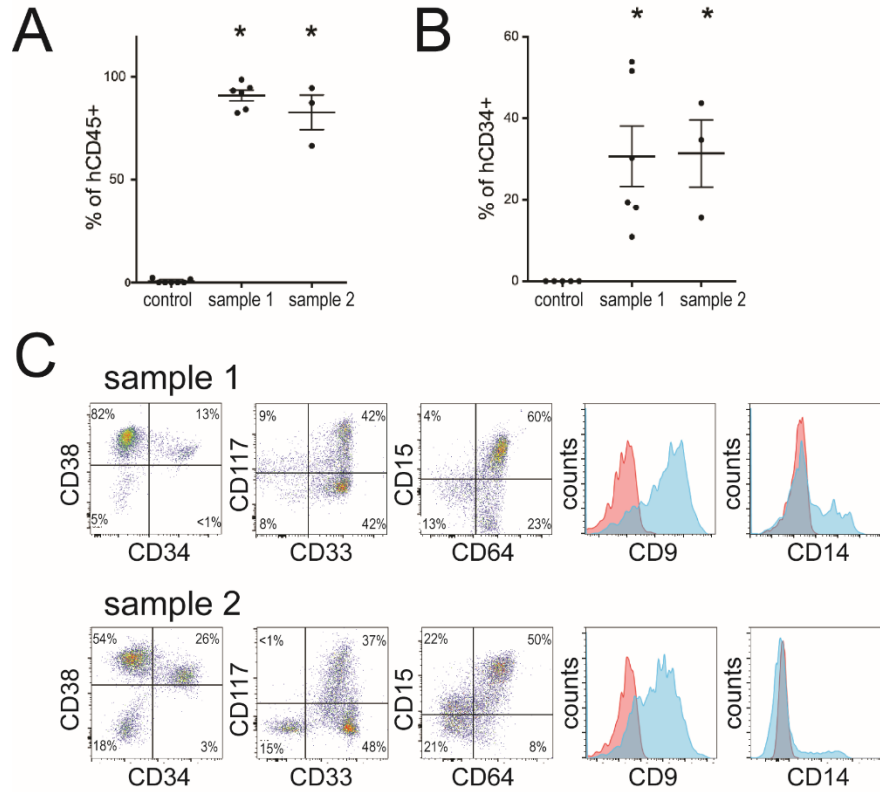 A
* *
% of hCD45+
100
50
0
control sample 1 sample 2
B
* *
% of hCD34+
60
40
20
0
control sample 1 sample 2
C
sample 1
CD38
82% 13%
5% <1%
CD34
CD117
9% 42%
8% 42%
CD33
CD15
4% 60%
13% 23%
CD64
counts
CD9
counts
CD14
sample 2
CD38
54% 26%
18% 3%
CD34
CD117
<1% 37%
15% 48%
CD33
CD15
22% 50%
21% 8%
CD64
counts
CD9
counts
CD14